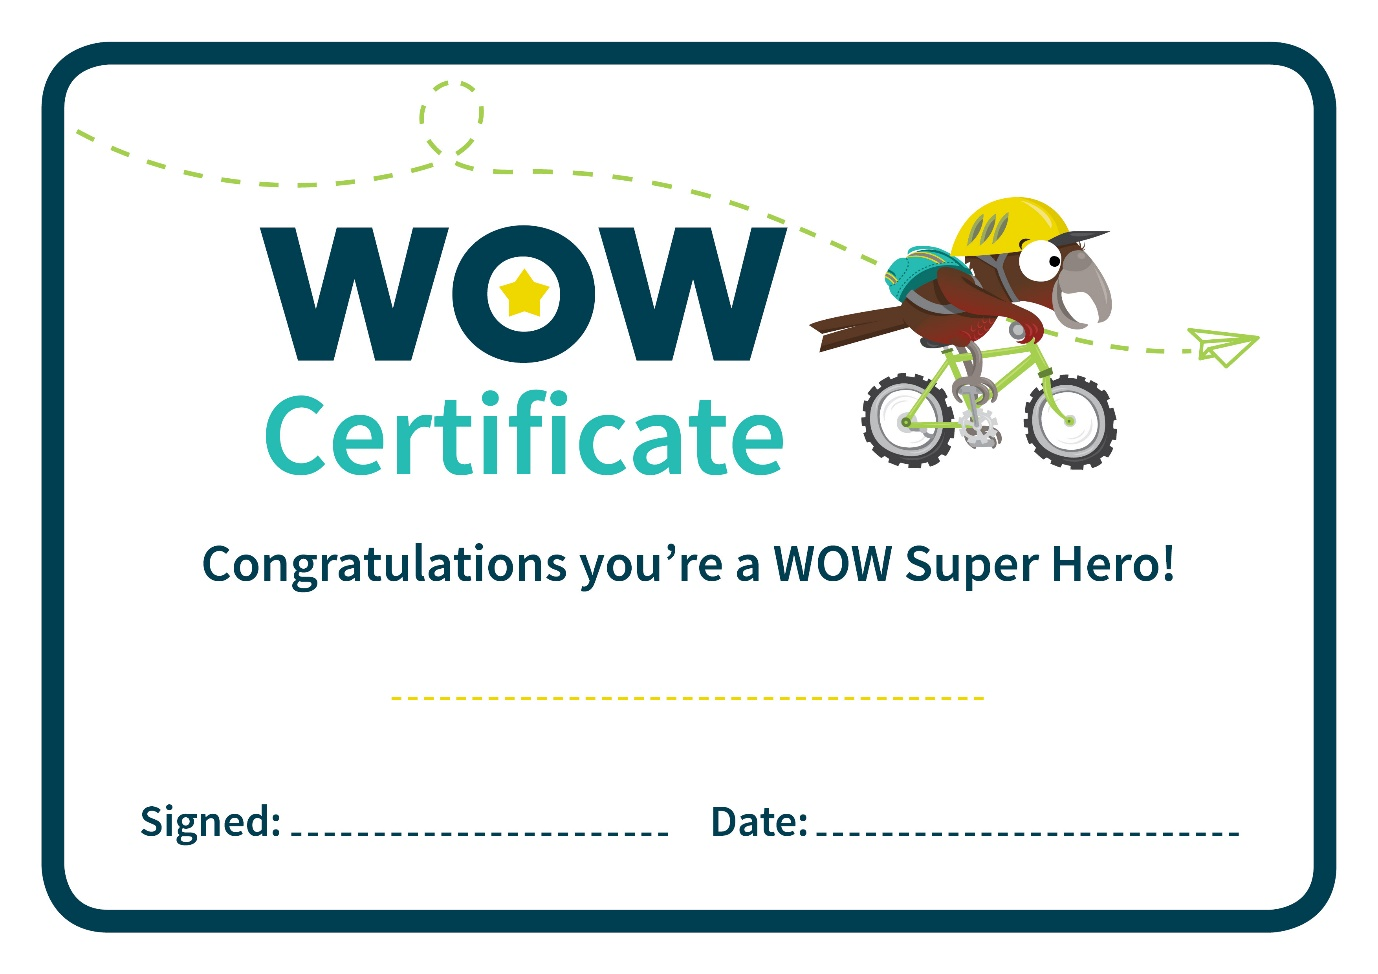 WOW
Certificate
Congratulations you’re a WOW Super Hero!
Signed:
Date: